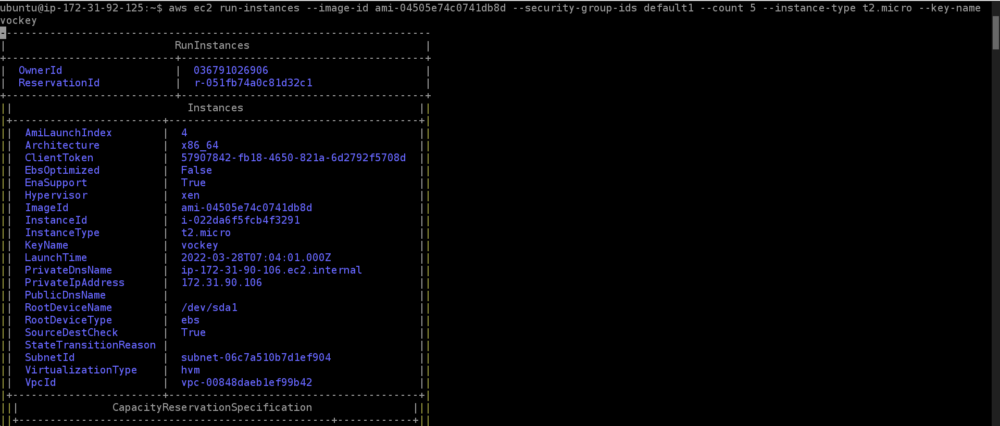 ubuntu@ip-172-31-92-125:~$ aws ec2 run-instances --image-id ami-04505e74c0741db8d --security-group-ids default1 --count 5 --instance-type t2.micro --key-name
vockey
---------------------------------------------------------------------
|                           RunInstances                            |
+---------------------------+---------------------------------------+
|  OwnerId                  |  036791026906                         |
|  ReservationId            |  r-051fb74a0c81d32c1                  |
+---------------------------+---------------------------------------+
||                            Instances                            ||
|+------------------------+----------------------------------------+|
||  AmiLaunchIndex        |  4                                     ||
||  Architecture          |  x86_64                                ||
||  ClientToken           |  57907842-fb18-4650-821a-6d2792f5708d  ||
||  EbsOptimized          |  False                                 ||
||  EnaSupport            |  True                                  ||
||  Hypervisor            |  xen                                   ||
||  ImageId               |  ami-04505e74c0741db8d                 ||
||  InstanceId            |  i-022da6f5fcb4f3291                   ||
||  InstanceType          |  t2.micro                              ||
||  KeyName               |  vockey                                ||
||  LaunchTime            |  2022-03-28T07:04:01.000Z              ||
||  PrivateDnsName        |  ip-172-31-90-106.ec2.internal         ||
||  PrivateIpAddress      |  172.31.90.106                         ||
||  PublicDnsName         |                                        ||
||  RootDeviceName        |  /dev/sda1                             ||
||  RootDeviceType        |  ebs                                   ||
||  SourceDestCheck       |  True                                  ||
||  StateTransitionReason |                                        ||
||  SubnetId              |  subnet-06c7a510b7d1ef904              ||
||  VirtualizationType    |  hvm                                   ||
||  VpcId                 |  vpc-00848daeb1ef99b42                 ||
|+------------------------+----------------------------------------+|
|||               CapacityReservationSpecification                |||
||+--------------------------------------------------+------------+||